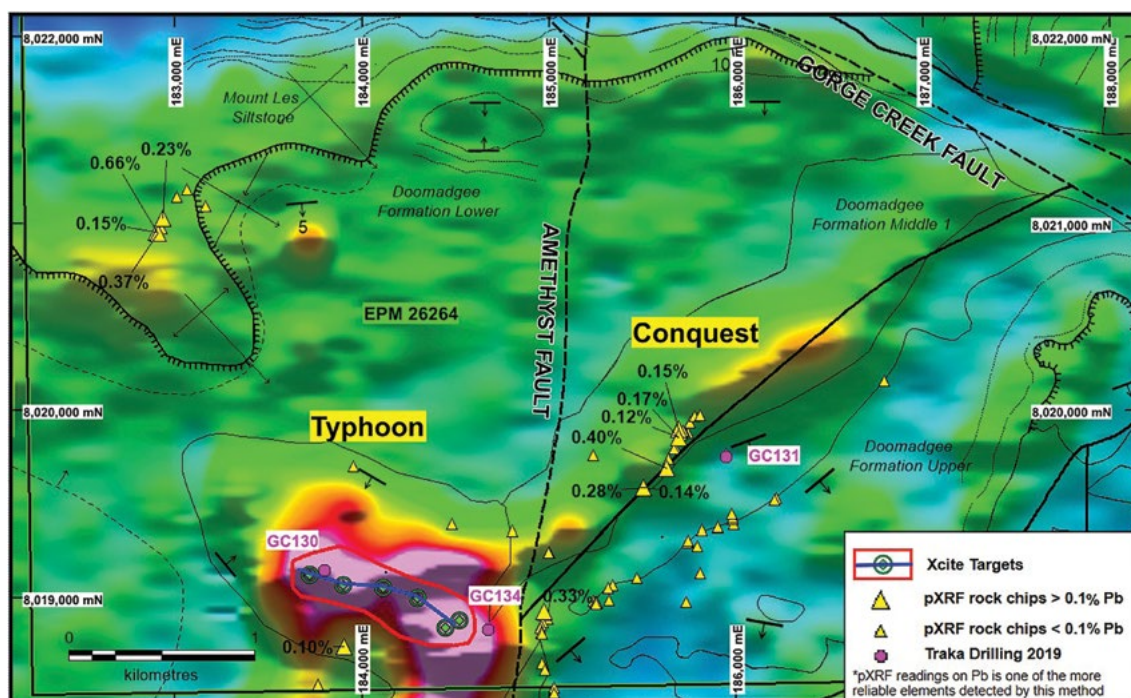 8,022,000 mN
183,000 mE
184,000 mE
185,000 mE
186,000 mE
187,000 mE
188,000 mE
8,022,000 mN
10
GORGE CREEK FAULT
Mount Les
Siltstone
0.23%
0.66%
0.15%
0.37%
5
Doomadgee
Formation Lower
Doomadgee
Formation Middle 1
8,021,000 mN
8,021,000 mN
AMETHYST FAULT
EPM 26264
Conquest
0.15%
0.17%
0.12%
0.40%
0.28%
0.14%
GC131
8,020,000 mN
8,020,000 mN
Typhoon
Doomadgee
Formation Upper
GC130
GC134
0.33%
8,019,000 mN
0.10%
0
1
kilometres
184,000 mE
186,000 mE
Xcite Targets
pXRF rock chips > 0.1% Pb
pXRF rock chips < 0.1% Pb
Traka Drilling 2019
*pXRF readings on Pb is one of the more
reliable elements detected by this method